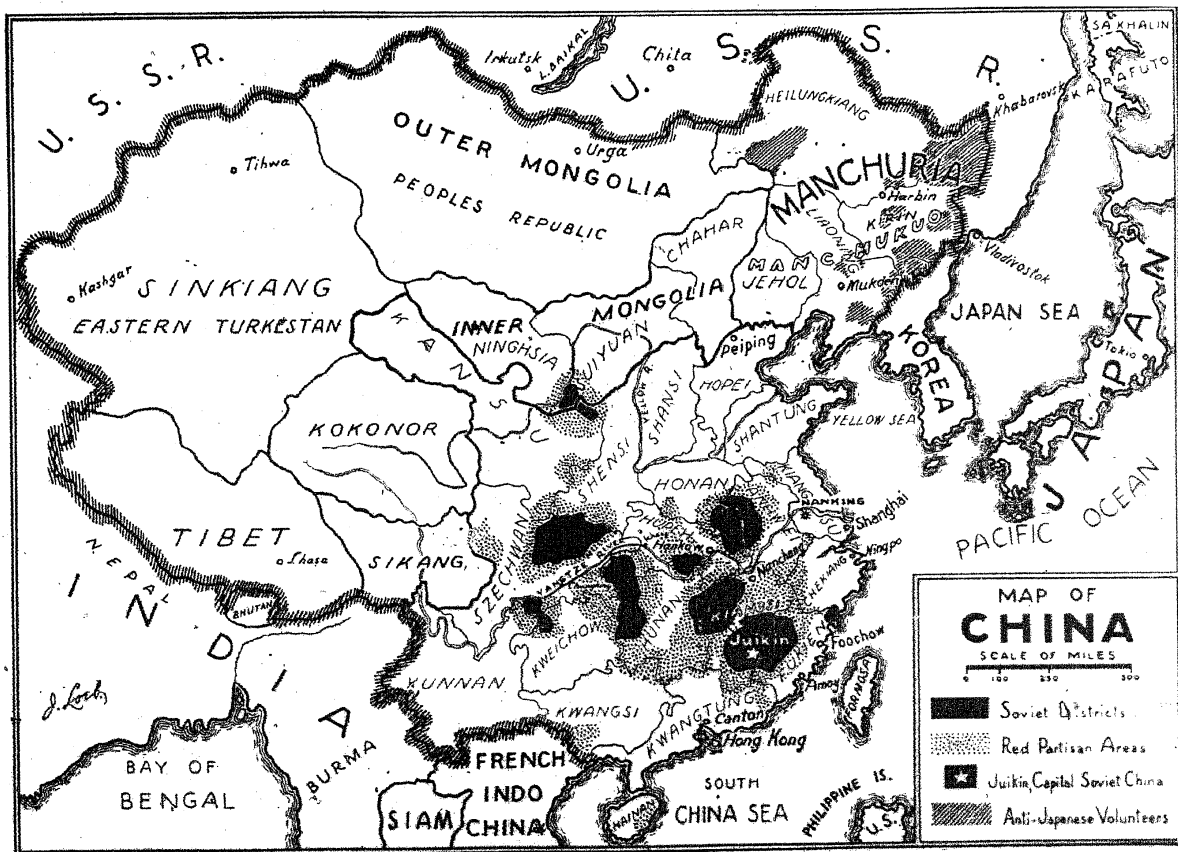 U. S. S. R.
U. S. S. R.
Irkutsk
L. BAIKAL
Chita
SAKHALIN
KARAFUTO
Khabarovsk
HEILUNGKIANG
OUTER MONGOLIA
Urga
PEOPLES REPUBLIC
Tihwa
MANCHURIA
Harbin
KIRIN
LIAONING
MANCHUKUO
CHAHAR
JEHOL
Mukden
Vladivostok
JAPAN SEA
JAPAN
Tokio
Kashgar
SINKIANG
EASTERN TURKESTAN
KANSU
INNER MONGOLIA
NINGHSIA
SUIYUAN
Peiping
KOREA
HOPEI
SHANSI
SHANTUNG
YELLOW SEA
KOKONOR
SHENSI
HONAN
NANKING
Shanghai
Ningpo
PACIFIC OCEAN
TIBET
Lhasa
SIKANG
SZECHWAN
YANGTZE
HUPEH
Hankow
Nanchang
CHEKIANG
NEPAL
BHUTAN
INDIA
HUNAN
KWEICHOW
Juikin
FUKIEN
Foochow
Amoy
FORMOSA
YUNNAN
KWANGSI
KWANGTUNG
Canton
Hong Kong
J. Loeb
BAY OF
BENGAL
BURMA
SIAM
FRENCH
INDO
CHINA
HAINAN
SOUTH
CHINA SEA
PHILIPPINE IS.
U.S.
MAP OF
CHINA
SCALE OF MILES
0 100 250 500
Soviet Districts
Red Partisan Areas
Juikin, Capital Soviet China
Anti-Japanese Volunteers